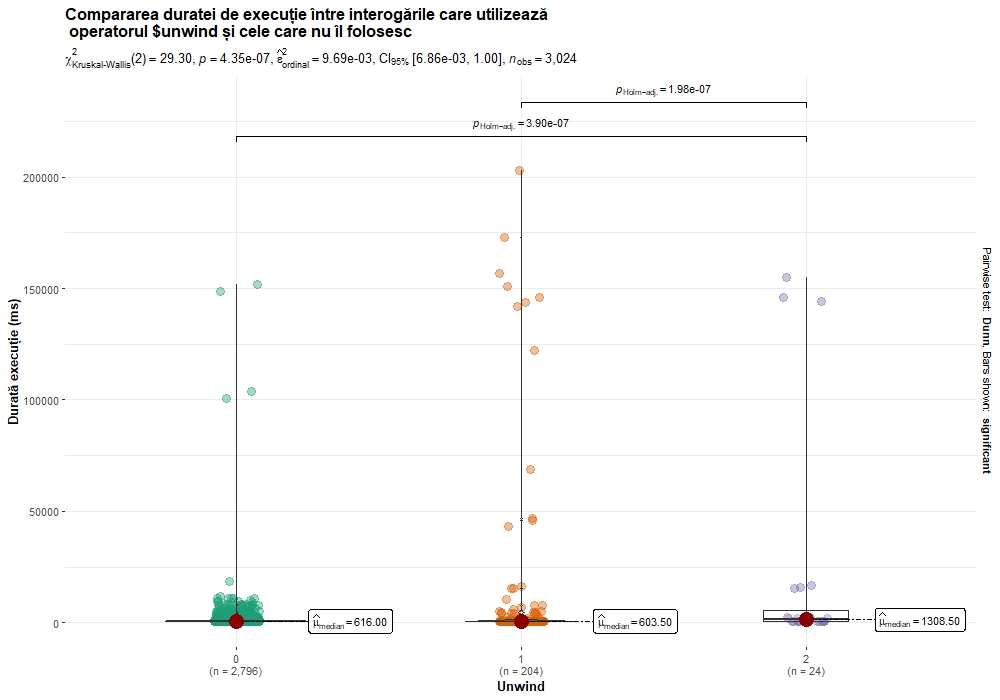 Compararea duratei de execuție între interogările care utilizează
operatorul $unwind și cele care nu îl folosesc
χ²Kruskal−Wallis(2) = 29.30, p = 4.35e-07, ε̂²ordinal = 9.69e-03, CI95% [6.86e-03, 1.00], nobs = 3,024
pHolm−adj. = 1.98e-07
pHolm−adj. = 3.90e-07
200000
150000
100000
50000
0
Durată execuție (ms)
μ̂median = 616.00
μ̂median = 603.50
μ̂median = 1308.50
0
(n = 2,796)
1
(n = 204)
2
(n = 24)
Unwind
Pairwise test: Dunn, Bars shown: significant